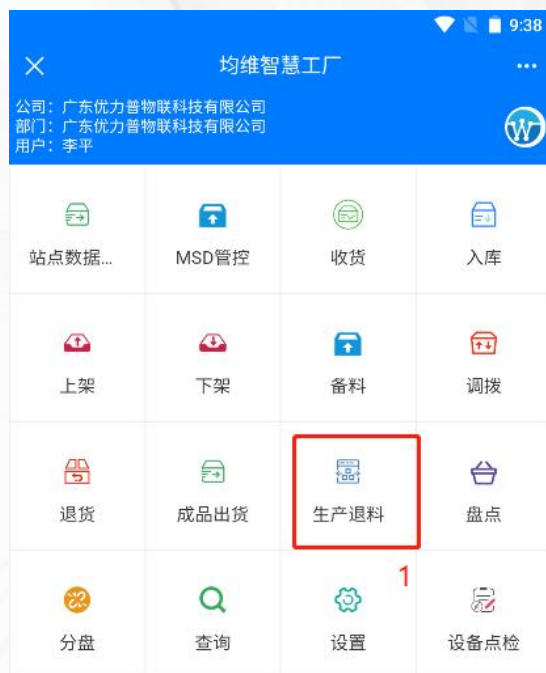 9:38
均维智慧工厂
公司：广东优力普物联科技有限公司
部门：广东优力普物联科技有限公司
用户：李平
站点数据... MSD管控 收货 入库
上架 下架 备料 调拨
退货 成品出货 生产退料 盘点
1
分盘 查询 设置 设备点检